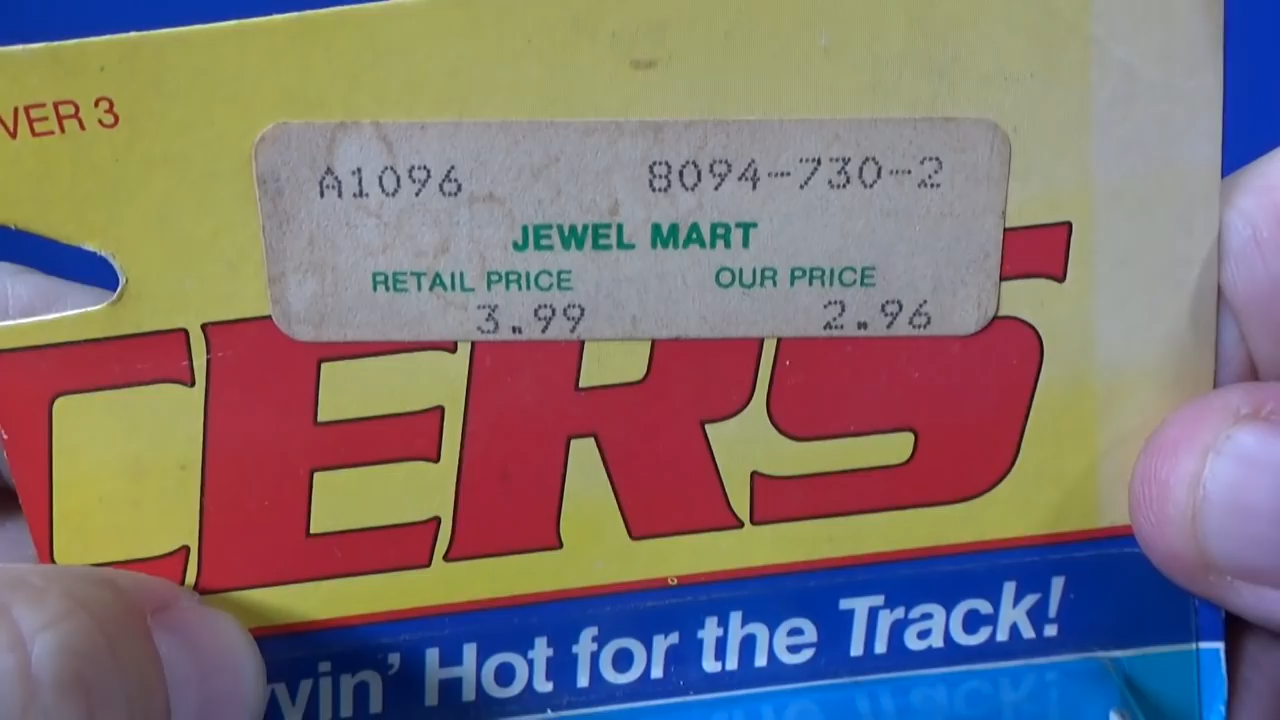 VER 3
A1096 8094-730-2
JEWEL MART
RETAIL PRICE OUR PRICE
3.99 2.96
CERS
yin' Hot for the Track!